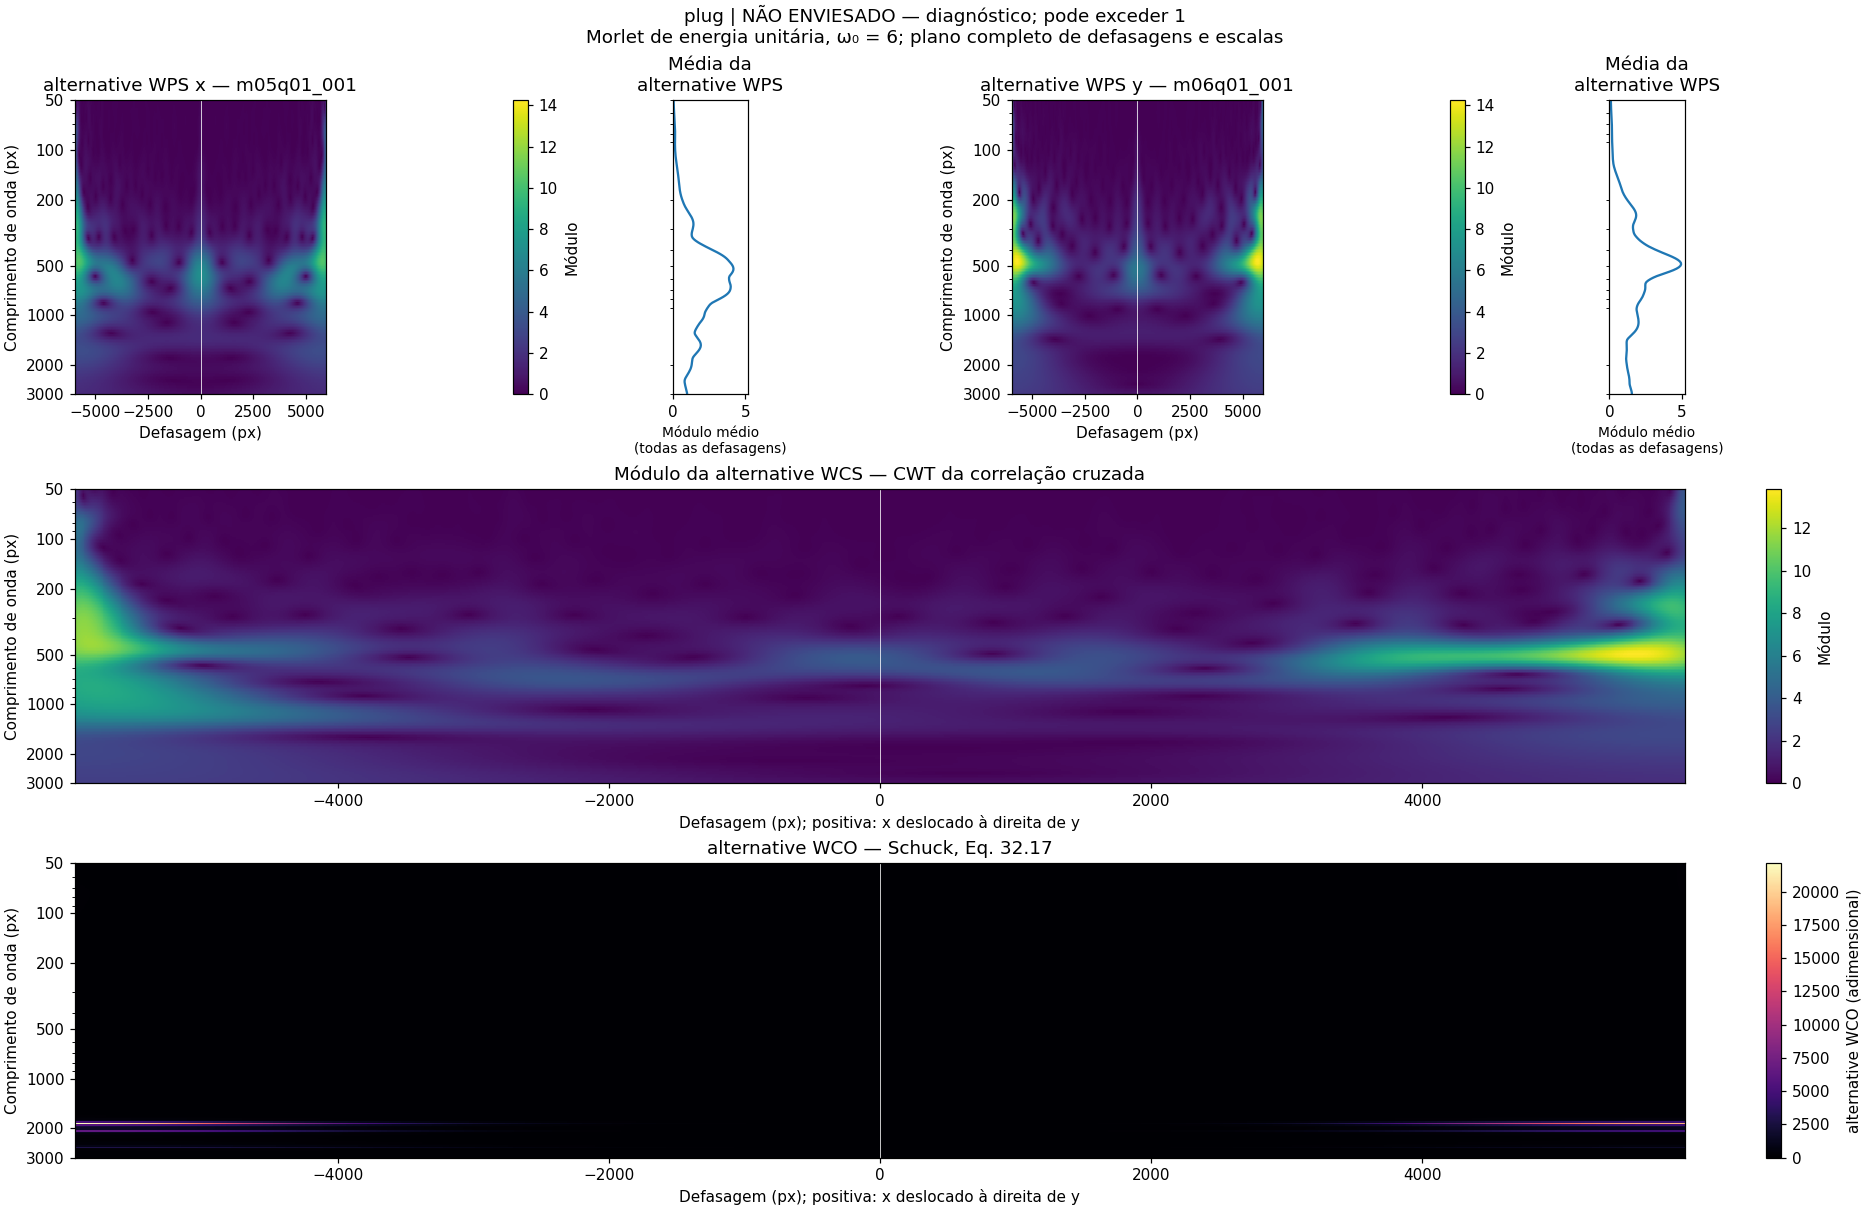 plug | NÃO ENVIESADO — diagnóstico; pode exceder 1
Morlet de energia unitária, ω₀ = 6; plano completo de defasagens e escalas
alternative WPS x — m05q01_001
50
100
200
500
1000
2000
3000
Comprimento de onda (px)
−5000 −2500 0 2500 5000
Defasagem (px)
14
12
10
8
6
4
2
0
Módulo
Média da
alternative WPS
0 5
Módulo médio
(todas as defasagens)
alternative WPS y — m06q01_001
50
100
200
500
1000
2000
3000
Comprimento de onda (px)
−5000 −2500 0 2500 5000
Defasagem (px)
14
12
10
8
6
4
2
0
Módulo
Média da
alternative WPS
0 5
Módulo médio
(todas as defasagens)
Módulo da alternative WCS — CWT da correlação cruzada
50
100
200
500
1000
2000
3000
Comprimento de onda (px)
−4000 −2000 0 2000 4000
Defasagem (px); positiva: x deslocado à direita de y
12
10
8
6
4
2
0
Módulo
alternative WCO — Schuck, Eq. 32.17
50
100
200
500
1000
2000
3000
Comprimento de onda (px)
−4000 −2000 0 2000 4000
Defasagem (px); positiva: x deslocado à direita de y
20000
17500
15000
12500
10000
7500
5000
2500
0
alternative WCO (adimensional)